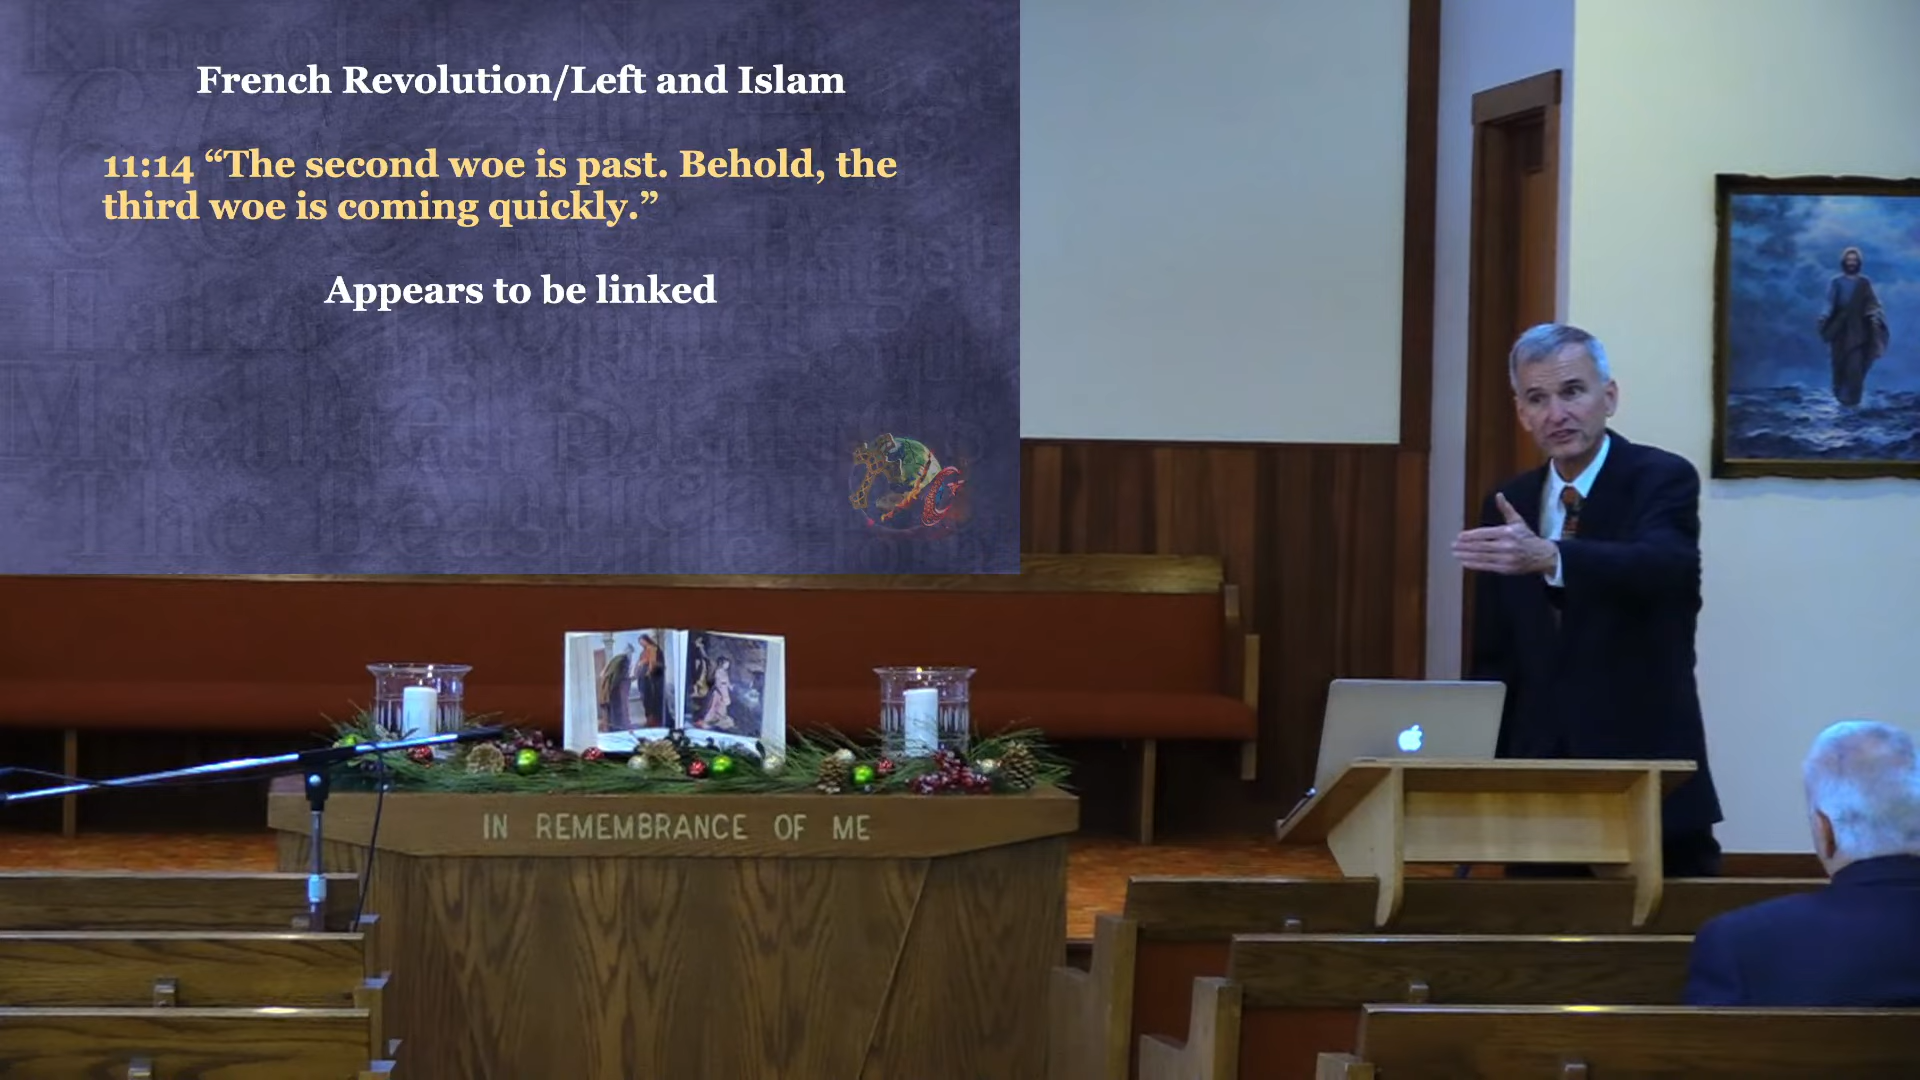 French Revolution/Left and Islam
11:14 “The second woe is past. Behold, the
third woe is coming quickly.”
Appears to be linked
IN REMEMBRANCE OF ME